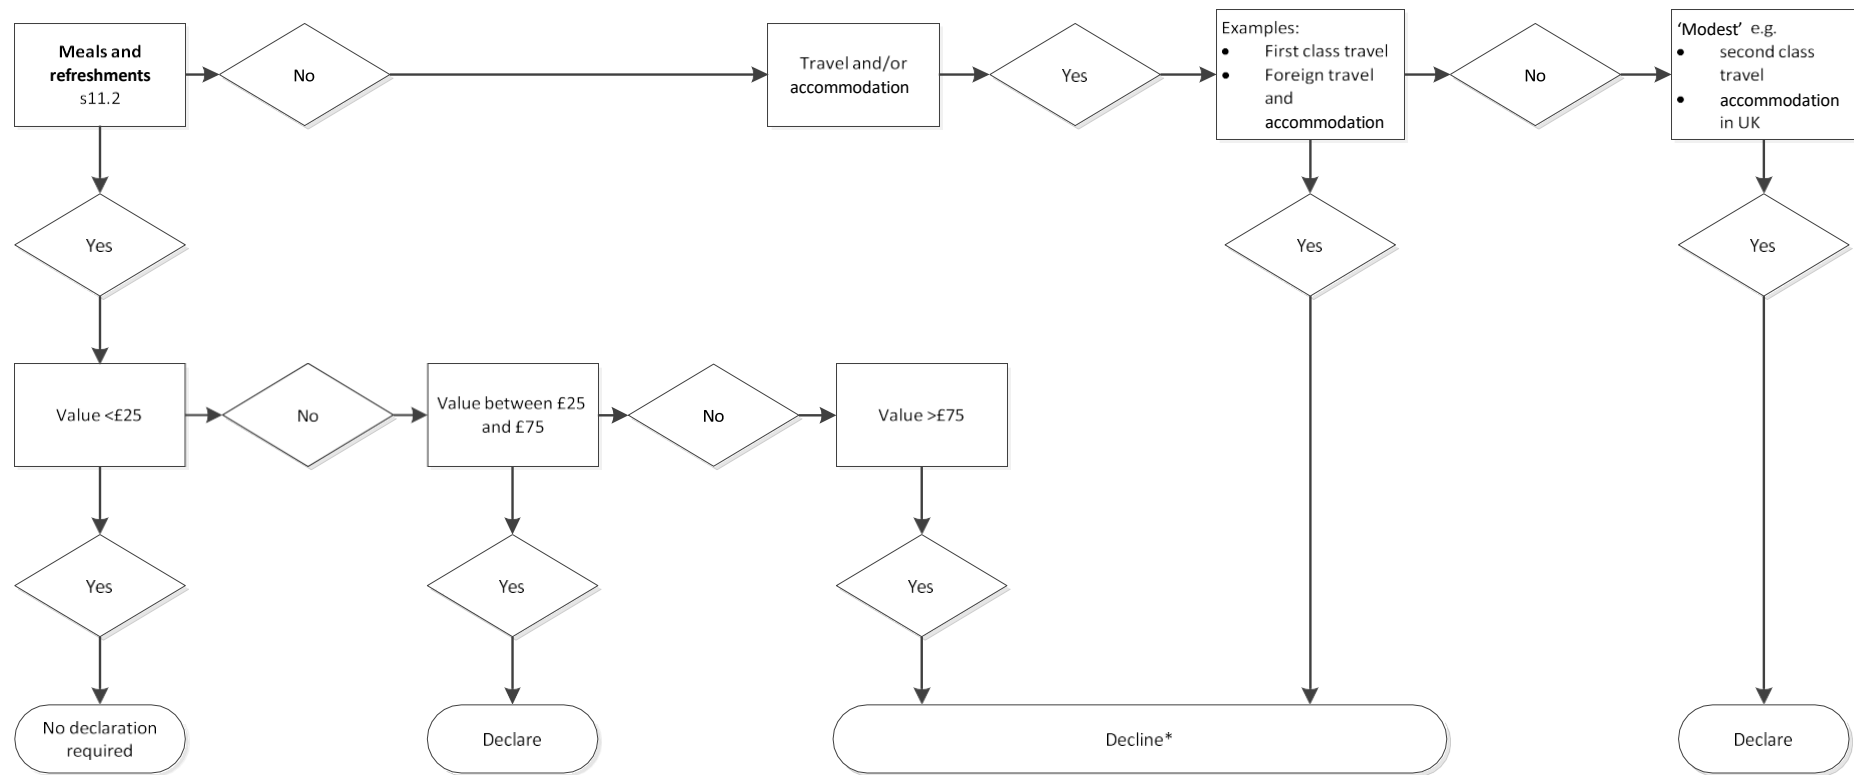 Meals and
refreshments
s11.2
No
Travel and/or
accommodation
Yes
Examples:
• First class travel
• Foreign travel
and
accommodation
No
‘Modest’ e.g.
• second class
travel
• accommodation
in UK
Yes
Yes
Yes
Value <£25
No
Value between £25
and £75
No
Value >£75
Yes
Yes
Yes
No declaration
required
Declare
Decline*
Declare